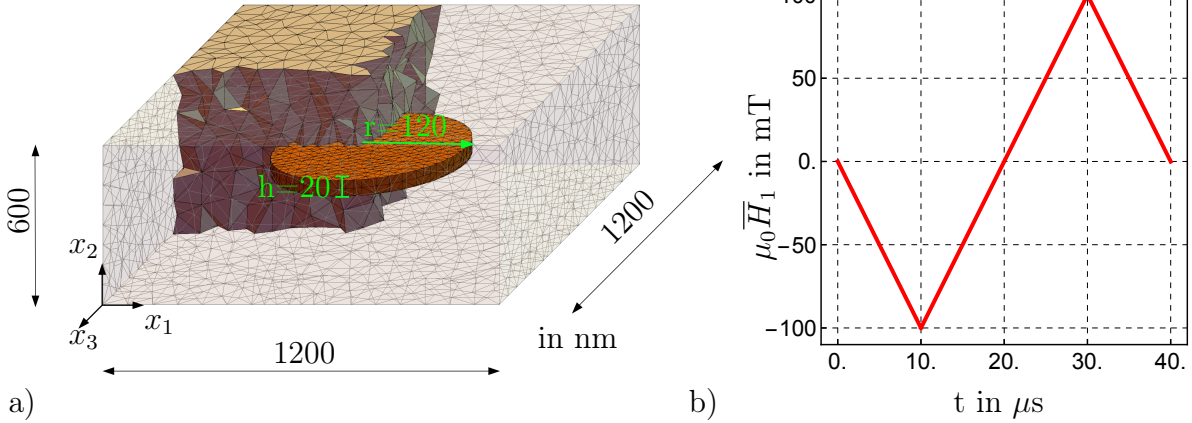 600
x₂
x₃
x₁
r=120
h=20
1200
1200
in nm
a)
μ₀H̅₁ in mT
50
0.
−50
−100
0.
10.
20.
30.
40.
t in μs
b)